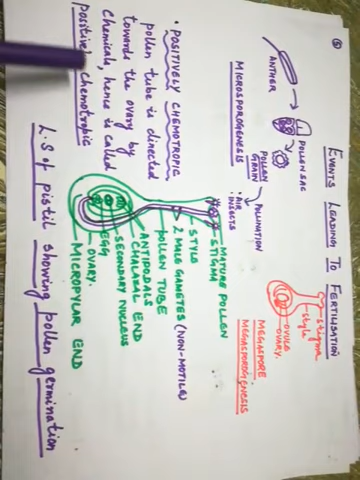 5
EVENTS LEADING TO FERTILISATION
ANTHER
POLLEN SAC
POLLEN
GRAIN
MICROSPOROGENESIS
POLLINATION
• AIR
• INSECTS
stigma
style
OVULE
OVARY.
MEGASPORE
MEGASPOROGENESIS.
• POSITIVELY CHEMOTROPIC
pollen tube is directed
towards the ovary by
chemicals, hence is called
positively chemotropic
MATURE POLLEN
STIGMA
STYLE
2 MALE GAMETES (NON-MOTILE)
POLLEN TUBE
ANTIPODALS
CHALAZAL END
SECONDARY NUCLEUS
EGG
OVARY.
MICROPYLAR END
L.S of pistil showing pollen germination